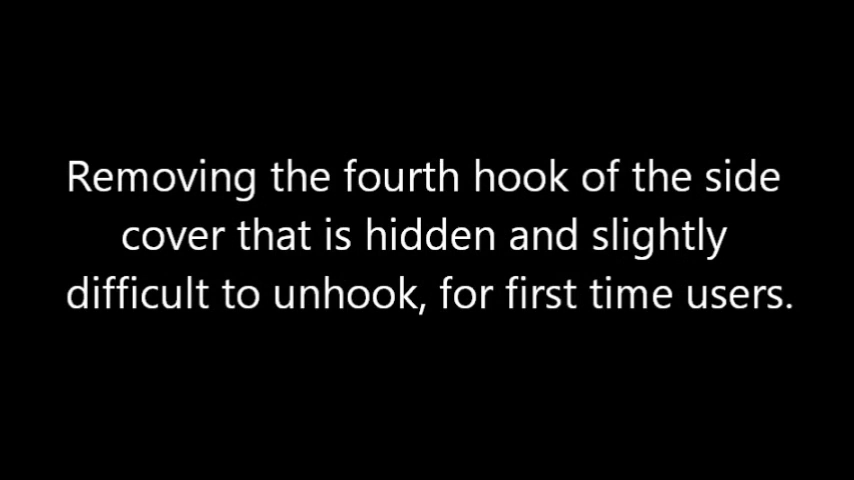 Removing the fourth hook of the side
cover that is hidden and slightly
difficult to unhook, for first time users.